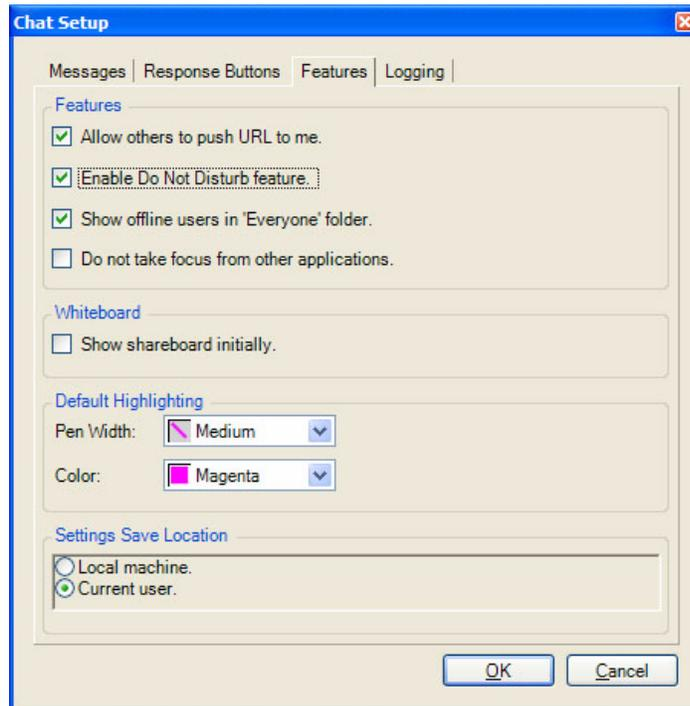 Chat Setup
Messages Response Buttons Features Logging
Features
Allow others to push URL to me.
Enable Do Not Disturb feature.
Show offline users in 'Everyone' folder.
Do not take focus from other applications.
Whiteboard
Show shareboard initially.
Default Highlighting
Pen Width: Medium
Color: Magenta
Settings Save Location
Local machine.
Current user.
OK Cancel